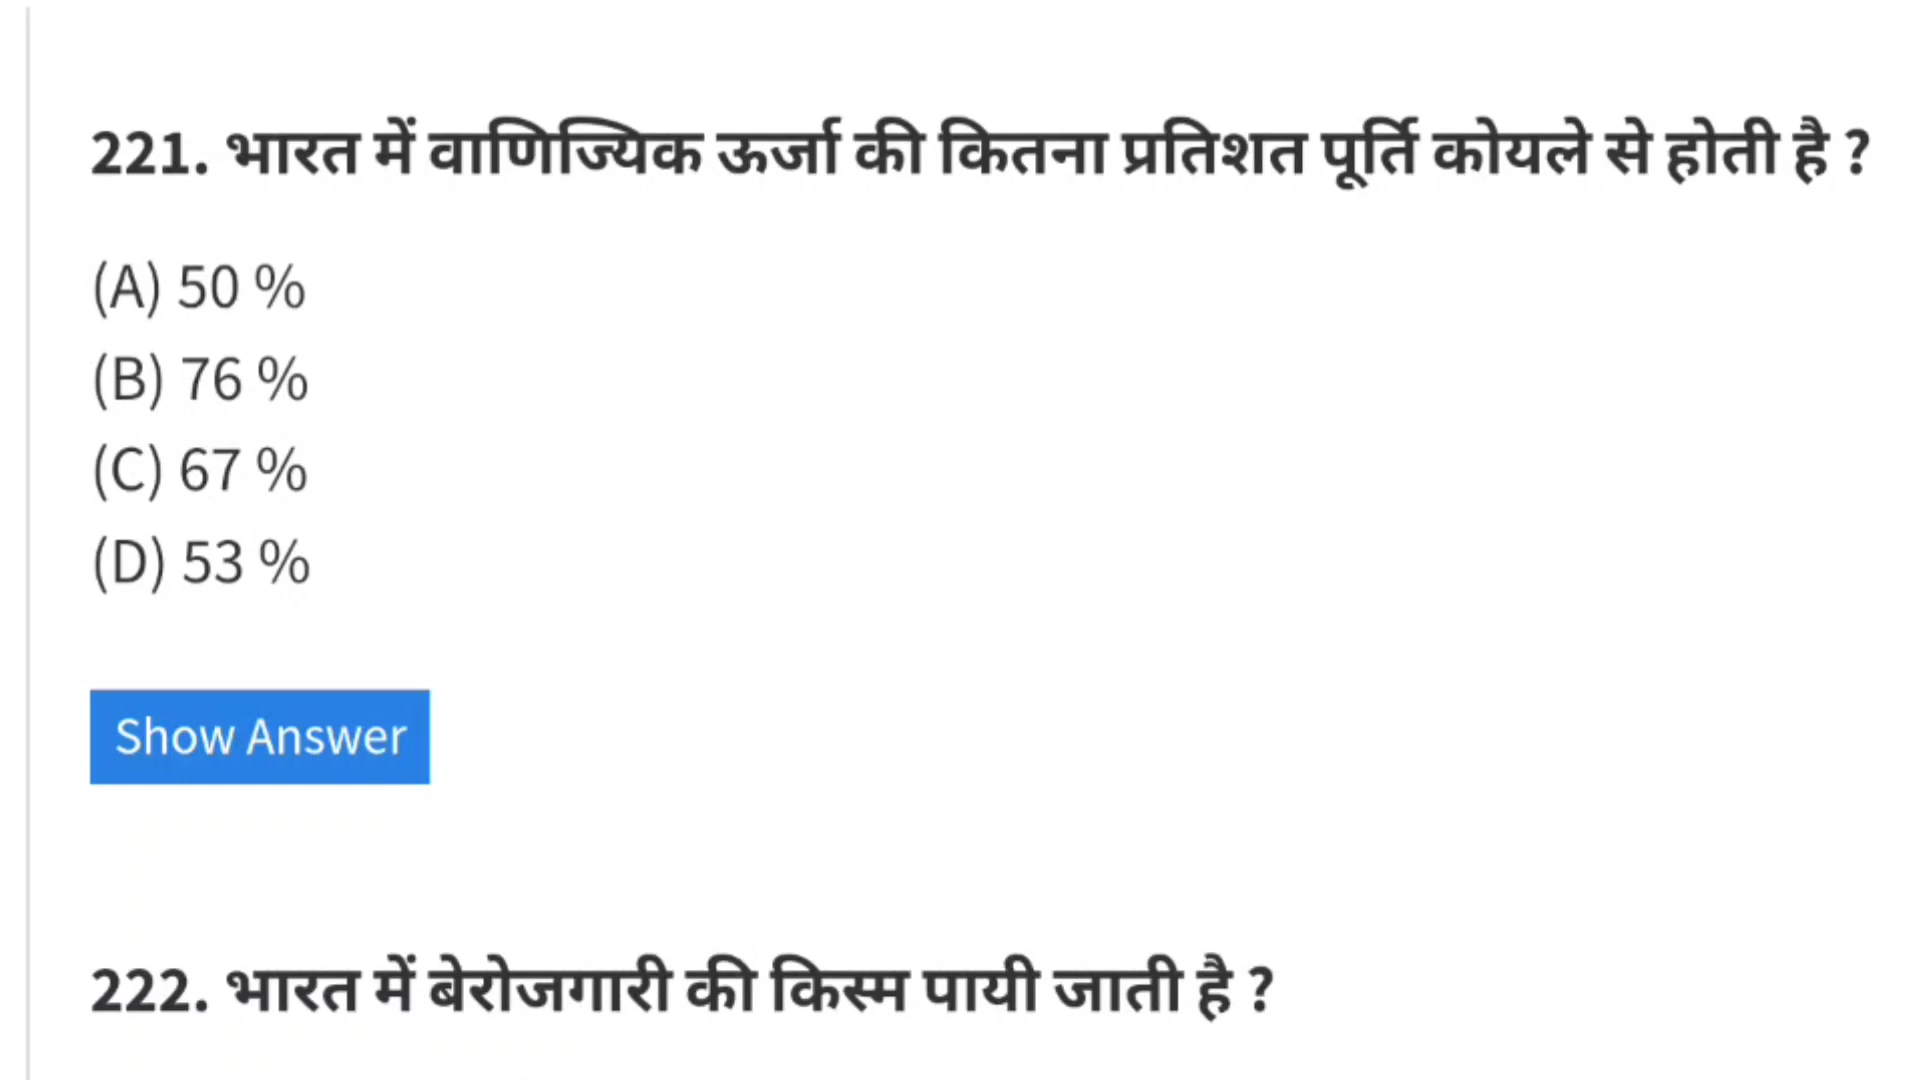 221. भारत में वाणिज्यिक ऊर्जा की कितना प्रतिशत पूर्ति कोयले से होती है ?
(A) 50 %
(B) 76 %
(C) 67 %
(D) 53 %
Show Answer
222. भारत में बेरोजगारी की किस्म पायी जाती है ?